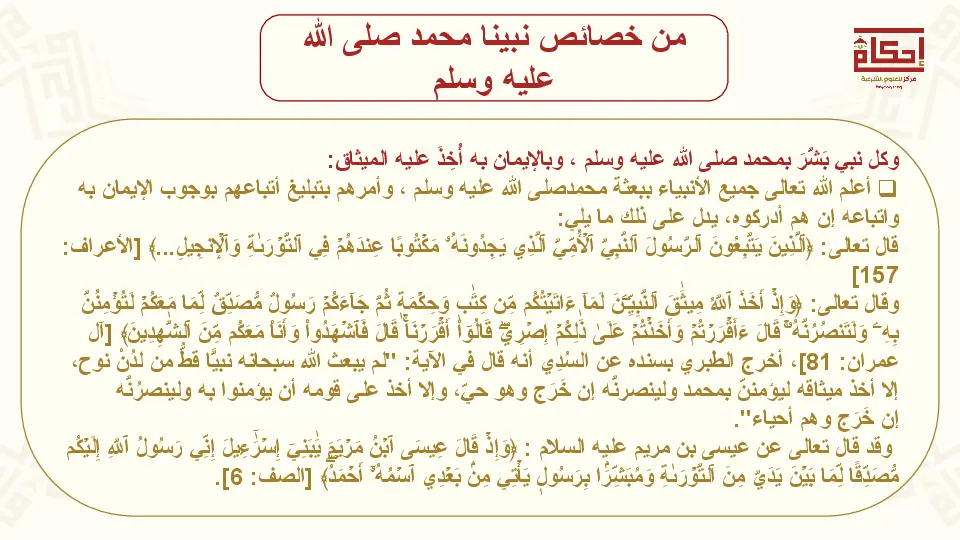 من خصائص نبينا محمد صلى الله
عليه وسلم
إحكام
مركز للعلوم الشرعية
وكل نبي بَشَّرَ بمحمد صلى الله عليه وسلم ، وبالإيمان به أُخِذَ عليه الميثاق:
❑ أعلم الله تعالى جميع الأنبياء ببعثة محمدصلى الله عليه وسلم ، وأمرهم بتبليغ أتباعهم بوجوب الإيمان به
واتباعه إن هم أدركوه، يدل على ذلك ما يلي:
قال تعالى: ﴿ٱلَّذِينَ يَتَّبِعُونَ ٱلرَّسُولَ ٱلنَّبِيَّ ٱلۡأُمِّيَّ ٱلَّذِي يَجِدُونَهُۥ مَكۡتُوبًا عِندَهُمۡ فِي ٱلتَّوۡرَىٰةِ وَٱلۡإِنجِيلِ...﴾ [الأعراف:
157]
وقال تعالى: ﴿وَإِذۡ أَخَذَ ٱللَّهُ مِيثَٰقَ ٱلنَّبِيِّـۧنَ لَمَآ ءَاتَيۡتُكُم مِّن كِتَٰبٖ وَحِكۡمَةٖ ثُمَّ جَآءَكُمۡ رَسُولٞ مُّصَدِّقٞ لِّمَا مَعَكُمۡ لَتُؤۡمِنُنَّ
بِهِۦ وَلَتَنصُرُنَّهُۥۚ قَالَ ءَأَقۡرَرۡتُمۡ وَأَخَذۡتُمۡ عَلَىٰ ذَٰلِكُمۡ إِصۡرِيۖ قَالُوٓاْ أَقۡرَرۡنَاۚ قَالَ فَٱشۡهَدُواْ وَأَنَا۠ مَعَكُم مِّنَ ٱلشَّٰهِدِينَ﴾ [آل
عمران: 81]، أخرج الطبري بسنده عن السُدِي أنه قال في الآية: "لم يبعث الله سبحانه نبيًّا قطُّ من لدُنْ نوح،
إلا أخذ ميثاقه ليؤمننّ بمحمد ولينصرنَّه إن خَرَج وهو حيّ، وإلا أخذ على قومه أنْ يؤمنوا به ولينصرُنَّه
إن خَرَج وهم أحياء".
وقد قال تعالى عن عيسى بن مريم عليه السلام : ﴿وَإِذۡ قَالَ عِيسَى ٱبۡنُ مَرۡيَمَ يَٰبَنِيٓ إِسۡرَٰٓءِيلَ إِنِّي رَسُولُ ٱللَّهِ إِلَيۡكُم
مُّصَدِّقٗا لِّمَا بَيۡنَ يَدَيَّ مِنَ ٱلتَّوۡرَىٰةِ وَمُبَشِّرَۢا بِرَسُولٖ يَأۡتِي مِنۢ بَعۡدِي ٱسۡمُهُۥٓ أَحۡمَدُۖ﴾ [الصف: 6].